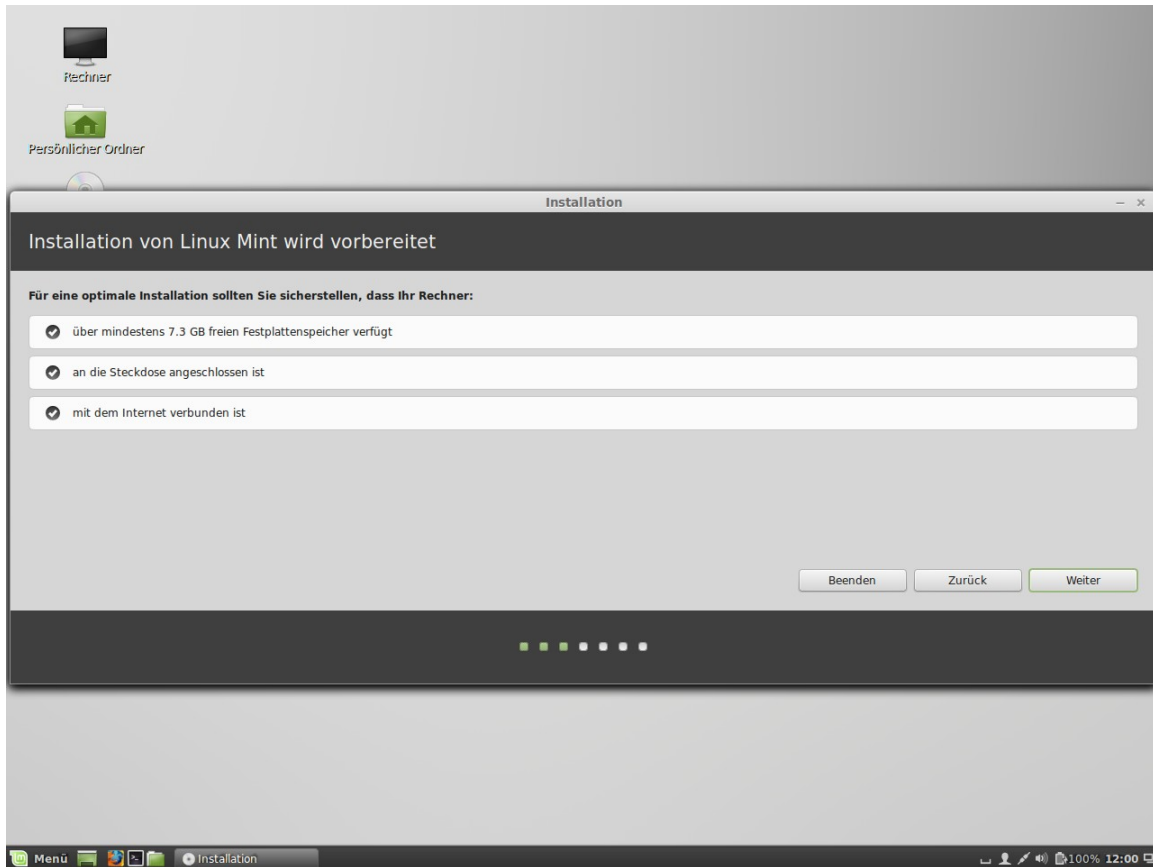 Rechner
Persönlicher Ordner
Installation
Installation von Linux Mint wird vorbereitet
Für eine optimale Installation sollten Sie sicherstellen, dass Ihr Rechner:
über mindestens 7.3 GB freien Festplattenspeicher verfügt
an die Steckdose angeschlossen ist
mit dem Internet verbunden ist
Beenden Zurück Weiter
Menü Installation 100% 12:00